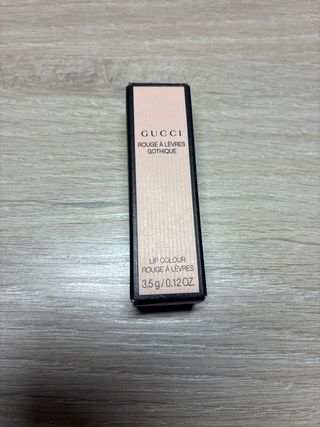 GUCCI
ROUGE À LÈVRES
GOTHIQUE
LIP COLOUR
ROUGE À LÈVRES
3.5 g / 0.12 OZ.